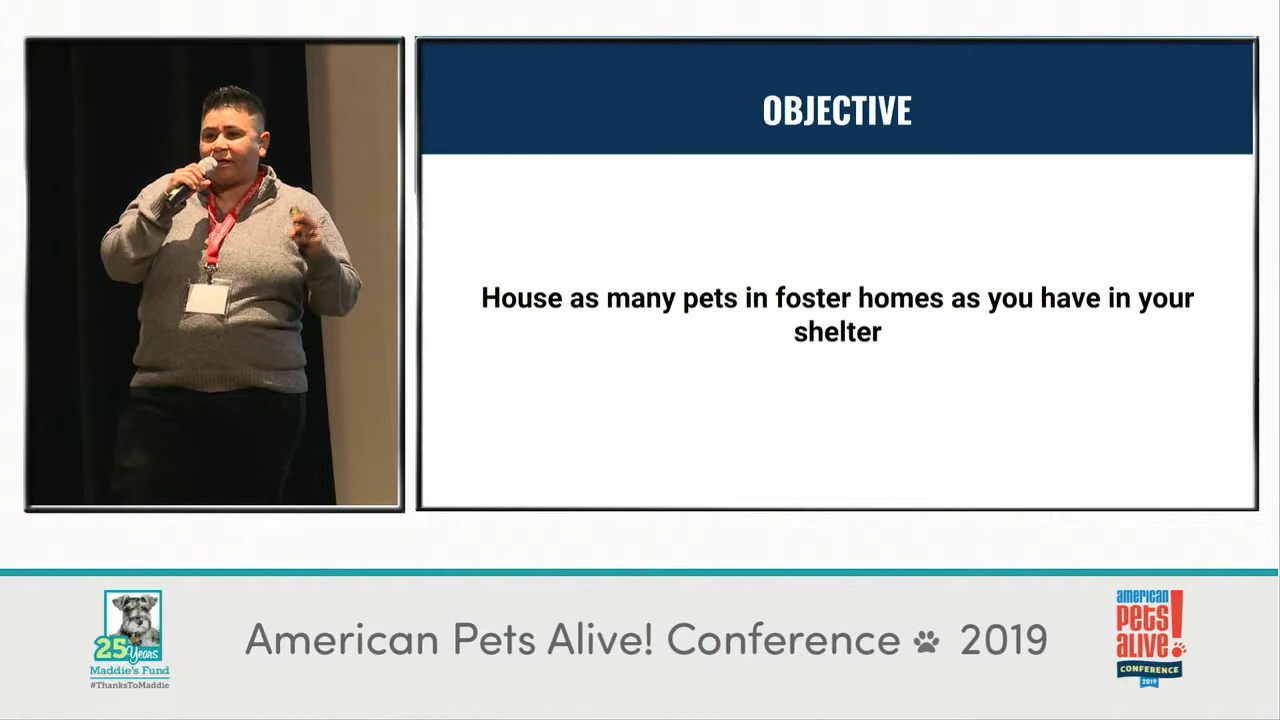 OBJECTIVE
House as many pets in foster homes as you have in your
shelter
25 Years
Maddie's Fund
#ThanksToMaddie
American Pets Alive! Conference 2019
american
pets
alive!
CONFERENCE
2019